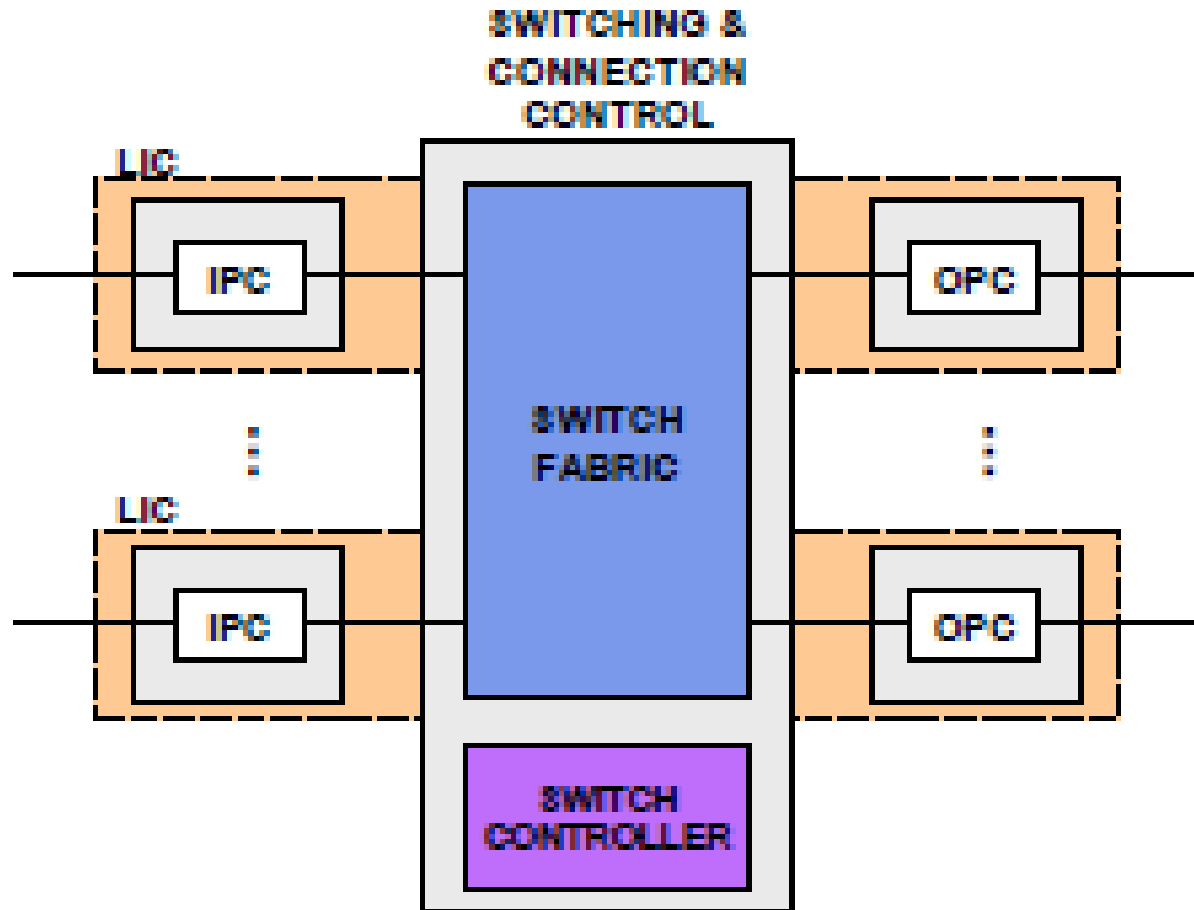 SWITCHING &
CONNECTION
CONTROL
LIC
IPC
OPC
SWITCH
FABRIC
LIC
IPC
OPC
SWITCH
CONTROLLER